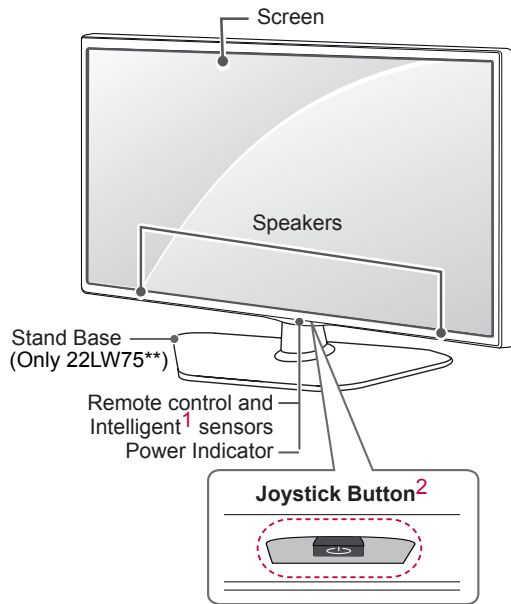 Screen
Speakers
Stand Base
(Only 22LW75**)
Remote control and
Intelligent1 sensors
Power Indicator
Joystick Button2